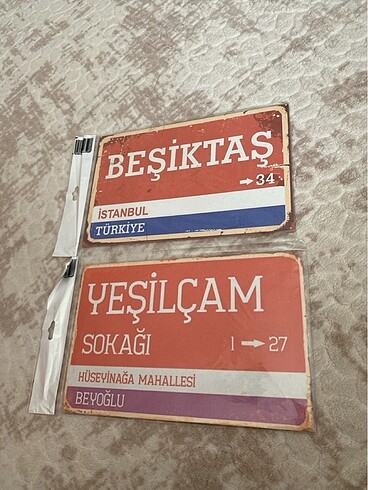 BEŞİKTAŞ
→34
İSTANBUL
TÜRKİYE
YEŞİLÇAM
SOKAĞI 1 → 27
HÜSEYİNAĞA MAHALLESİ
BEYOĞLU